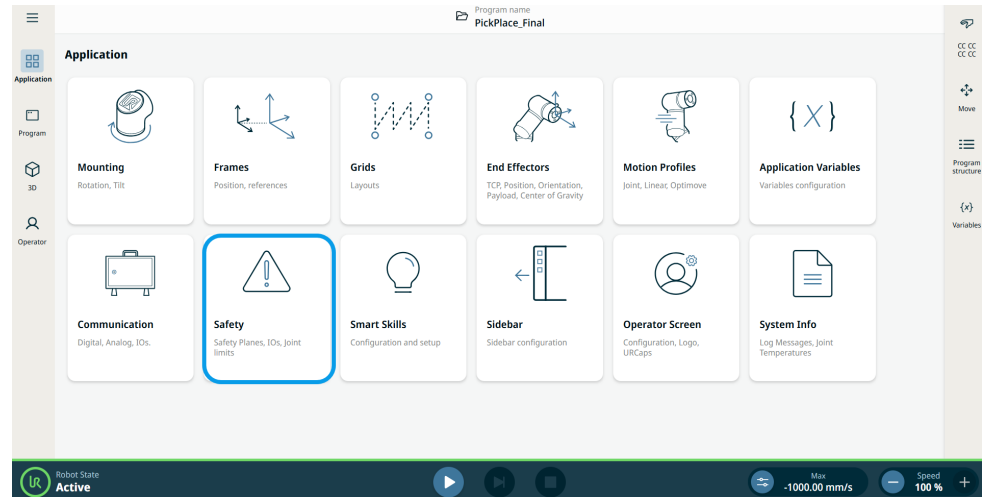 Program name
PickPlace_Final
Application
Application
Program
3D
Operator
Mounting
Rotation, Tilt
Frames
Position, references
Grids
Layouts
End Effectors
TCP, Position, Orientation,
Payload, Center of Gravity
Motion Profiles
Joint, Linear, Optimove
Application Variables
Variables configuration
Communication
Digital, Analog, IOs.
Safety
Safety Planes, IOs, Joint
limits
Smart Skills
Configuration and setup
Sidebar
Sidebar configuration
Operator Screen
Configuration, Logo,
URCaps
System Info
Log Messages, Joint
Temperatures
CC CC
CC CC
Move
Program
structure
{x}
Variables
UR
Robot State
Active
Max
-1000.00 mm/s
Speed
100 %